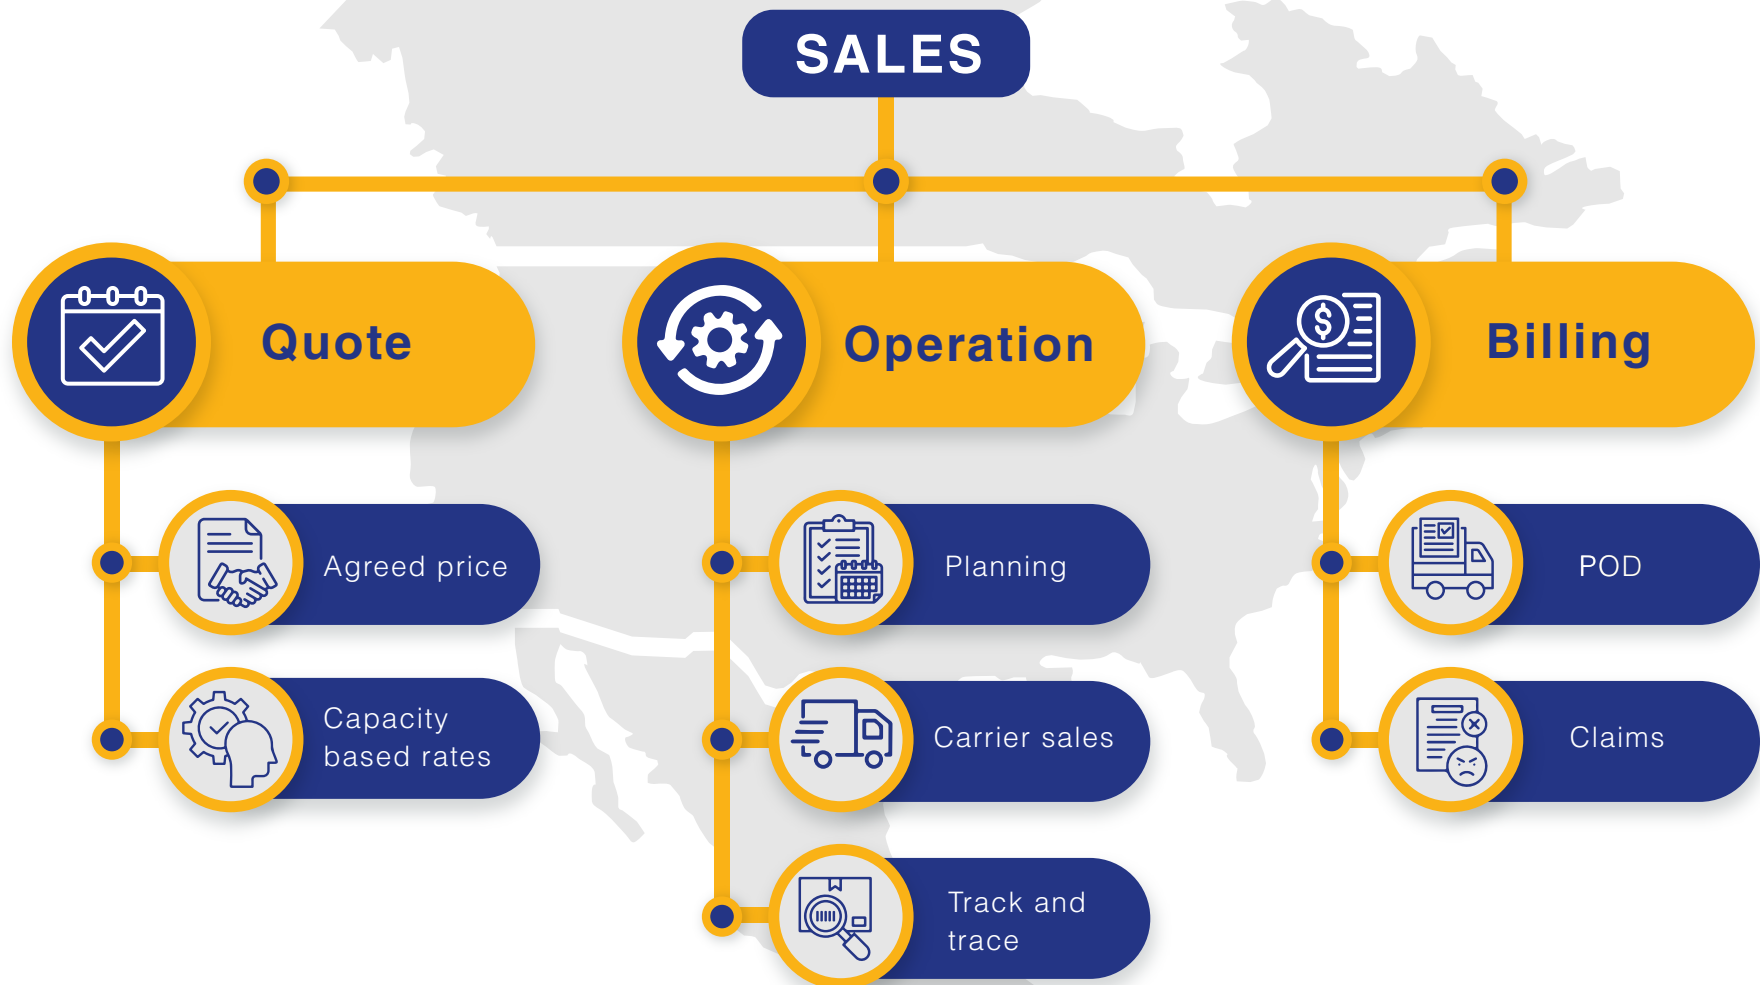 SALES
Quote
Operation
Billing
Agreed price
Capacity
based rates
Planning
Carrier sales
Track and
trace
POD
Claims